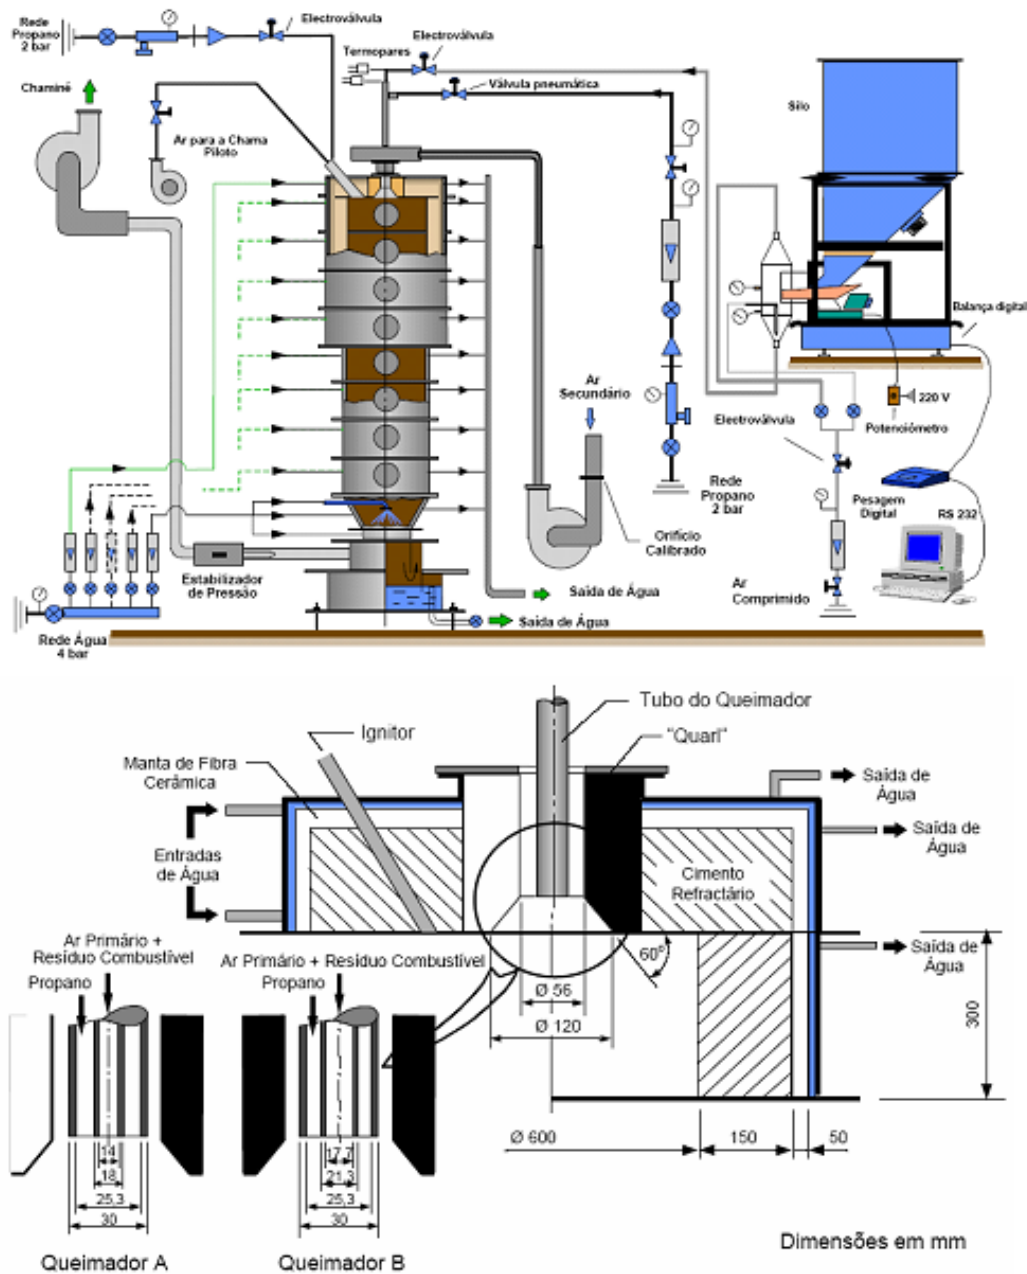 Rede
Propano
2 bar
Electroválvula
Termopares
Electroválvula
Válvula pneumática
Silo
Chaminé
Ar para a Chama
Piloto
Balança digital
Ar
Secundário
220 V
Electroválvula
Potenciómetro
Rede
Propano
2 bar
Pesagem
Digital
RS 232
Orifício
Calibrado
Estabilizador
de Pressão
Ar
Comprimido
Saída de Água
Saída de Água
Rede Água
4 bar
Tubo do Queimador
Ignitor
"Quarl"
Manta de Fibra
Cerâmica
Saída de
Água
Saída de
Água
Entradas
de Água
Cimento
Refractário
Ar Primário +
Resíduo Combustível
Ar Primário + Resíduo Combustível
Saída de
Água
Propano
Propano
60º
Ø 56
Ø 120
300
Ø 600
150
50
14
18
25,3
30
17,7
21,3
25,3
30
Dimensões em mm
Queimador A
Queimador B